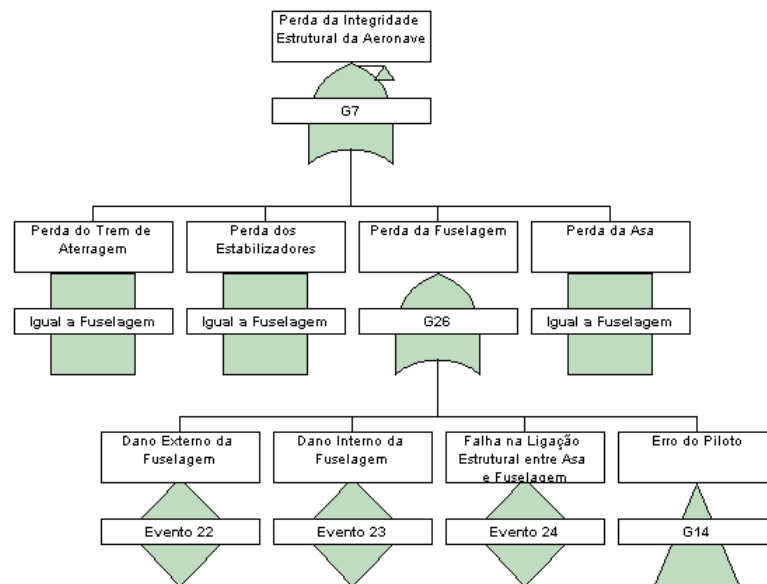 Perda da Integridade
Estrutural da Aeronave
G7
Perda do Trem de
Aterragem
Perda dos
Estabilizadores
Perda da Fuselagem
Perda da Asa
Igual a Fuselagem
Igual a Fuselagem
G26
Igual a Fuselagem
Dano Externo da
Fuselagem
Dano Interno da
Fuselagem
Falha na Ligação
Estrutural entre Asa
e Fuselagem
Erro do Piloto
Evento 22
Evento 23
Evento 24
G14